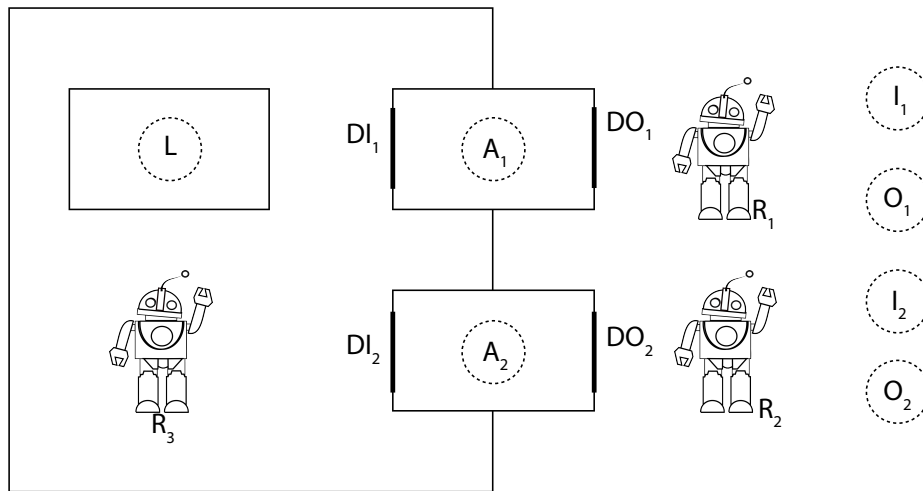 I₁
L
DI₁
A₁
DO₁
R₁
O₁
I₂
DI₂
A₂
DO₂
R₃
R₂
O₂